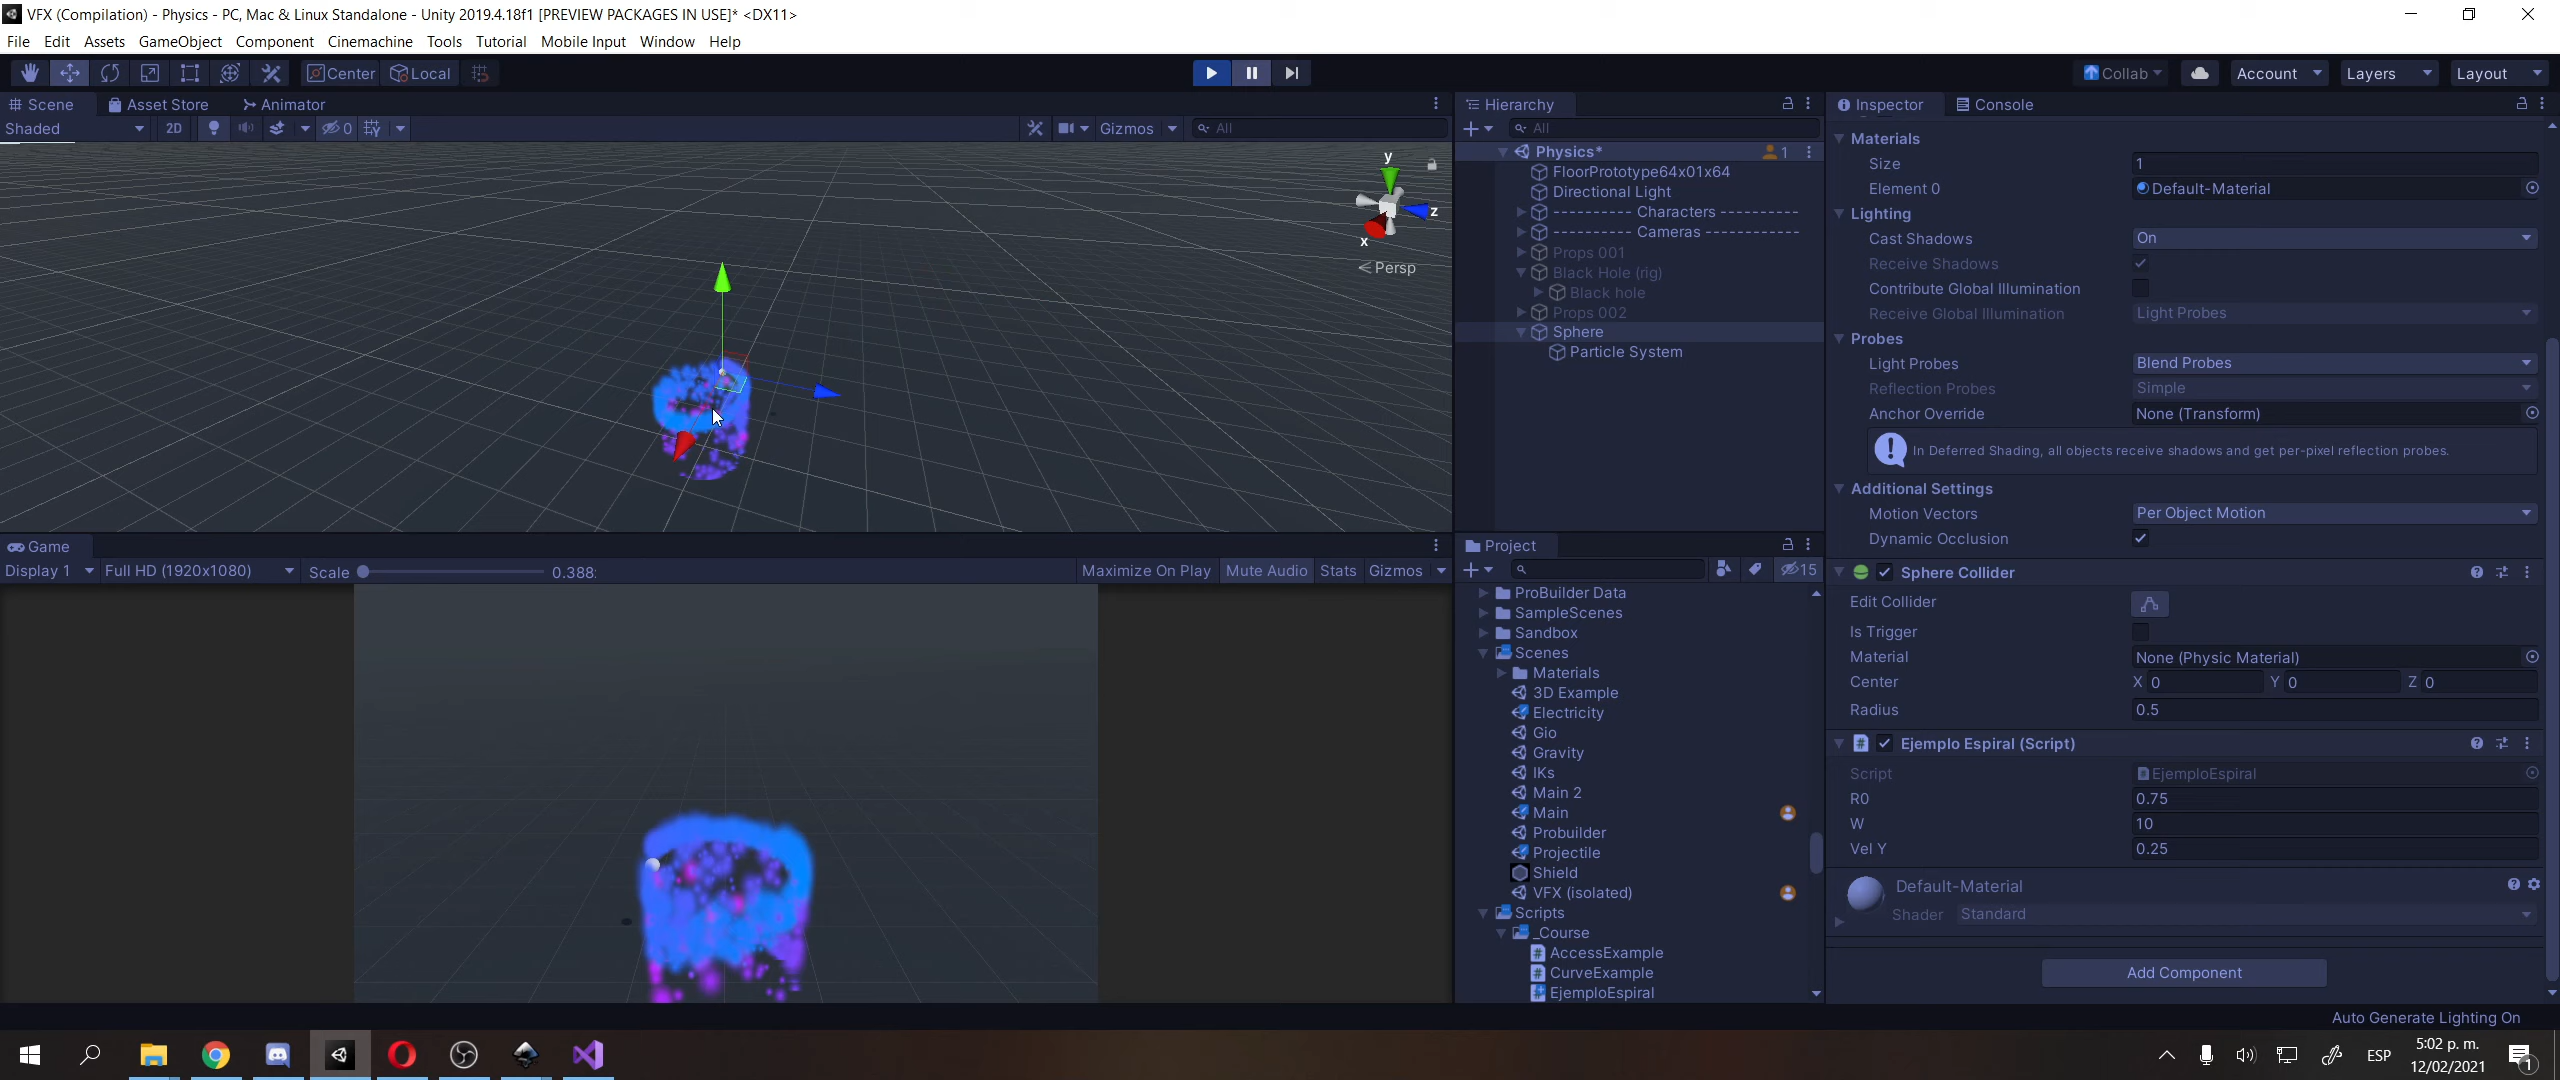 VFX (Compilation) - Physics - PC, Mac & Linux Standalone - Unity 2019.4.18f1 [PREVIEW PACKAGES IN USE]* <DX11>
File Edit Assets GameObject Component Cinemachine Tools Tutorial Mobile Input Window Help
Center Local Collab Account Layers Layout
Scene Asset Store Animator
Shaded 2D 0 Gizmos All
y
z
x
Persp
Game
Display 1 Full HD (1920x1080) Scale 0.388: Maximize On Play Mute Audio Stats Gizmos
Hierarchy
All
Physics* 1
FloorPrototype64x01x64
Directional Light
---------- Characters ----------
---------- Cameras ------------
Props 001
Black Hole (rig)
Black hole
Props 002
Sphere
Particle System
Project
15
ProBuilder Data
SampleScenes
Sandbox
Scenes
Materials
3D Example
Electricity
Gio
Gravity
IKs
Main 2
Main
Probuilder
Projectile
Shield
VFX (isolated)
Scripts
_Course
AccessExample
CurveExample
EjemploEspiral
Inspector Console
Materials
Size 1
Element 0 Default-Material
Lighting
Cast Shadows On
Receive Shadows
Contribute Global Illumination
Receive Global Illumination Light Probes
Probes
Light Probes Blend Probes
Reflection Probes Simple
Anchor Override None (Transform)
In Deferred Shading, all objects receive shadows and get per-pixel reflection probes.
Additional Settings
Motion Vectors Per Object Motion
Dynamic Occlusion
Sphere Collider
Edit Collider
Is Trigger
Material None (Physic Material)
Center X 0 Y 0 Z 0
Radius 0.5
Ejemplo Espiral (Script)
Script EjemploEspiral
R0 0.75
W 10
Vel Y 0.25
Default-Material
Shader Standard
Add Component
Auto Generate Lighting On
ESP
5:02 p. m.
12/02/2021
1